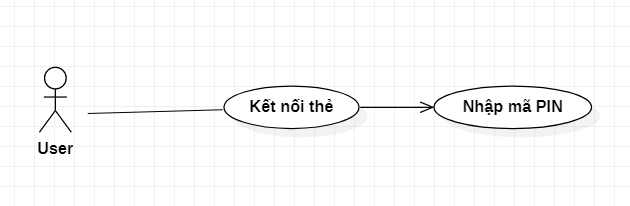 Kết nối thẻ
Nhập mã PIN
User